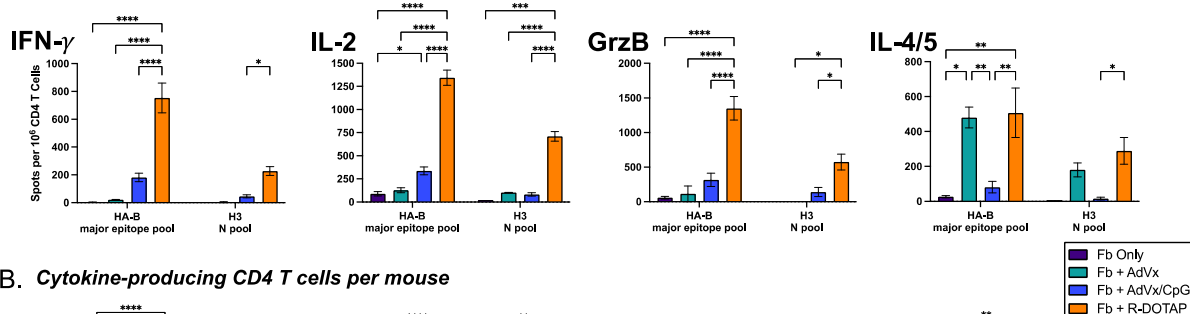 **** *** **** **
IFN-γ **** IL-2 **** **** GrzB **** * IL-4/5
**** * * **** **** **** * * ** ** *
1000 1500 2000 800
800 1250 1500 600
600 1000 1000 400
400 750 500 200
200 500 0 0
0 250
0
Spots per 10⁶ CD4 T Cells
HA-B H3 HA-B H3 HA-B H3 HA-B H3
major epitope pool N pool major epitope pool N pool major epitope pool N pool major epitope pool N pool
Fb Only
Fb + AdVx
Fb + AdVx/CpG
Fb + R-DOTAP
B. Cytokine-producing CD4 T cells per mouse
**** **